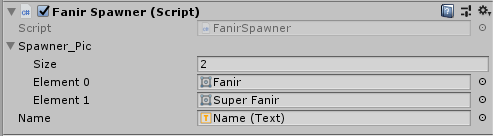 Fanir Spawner (Script)
Script FanirSpawner
Spawner_Pic
Size 2
Element 0 Fanir
Element 1 Super Fanir
Name Name (Text)